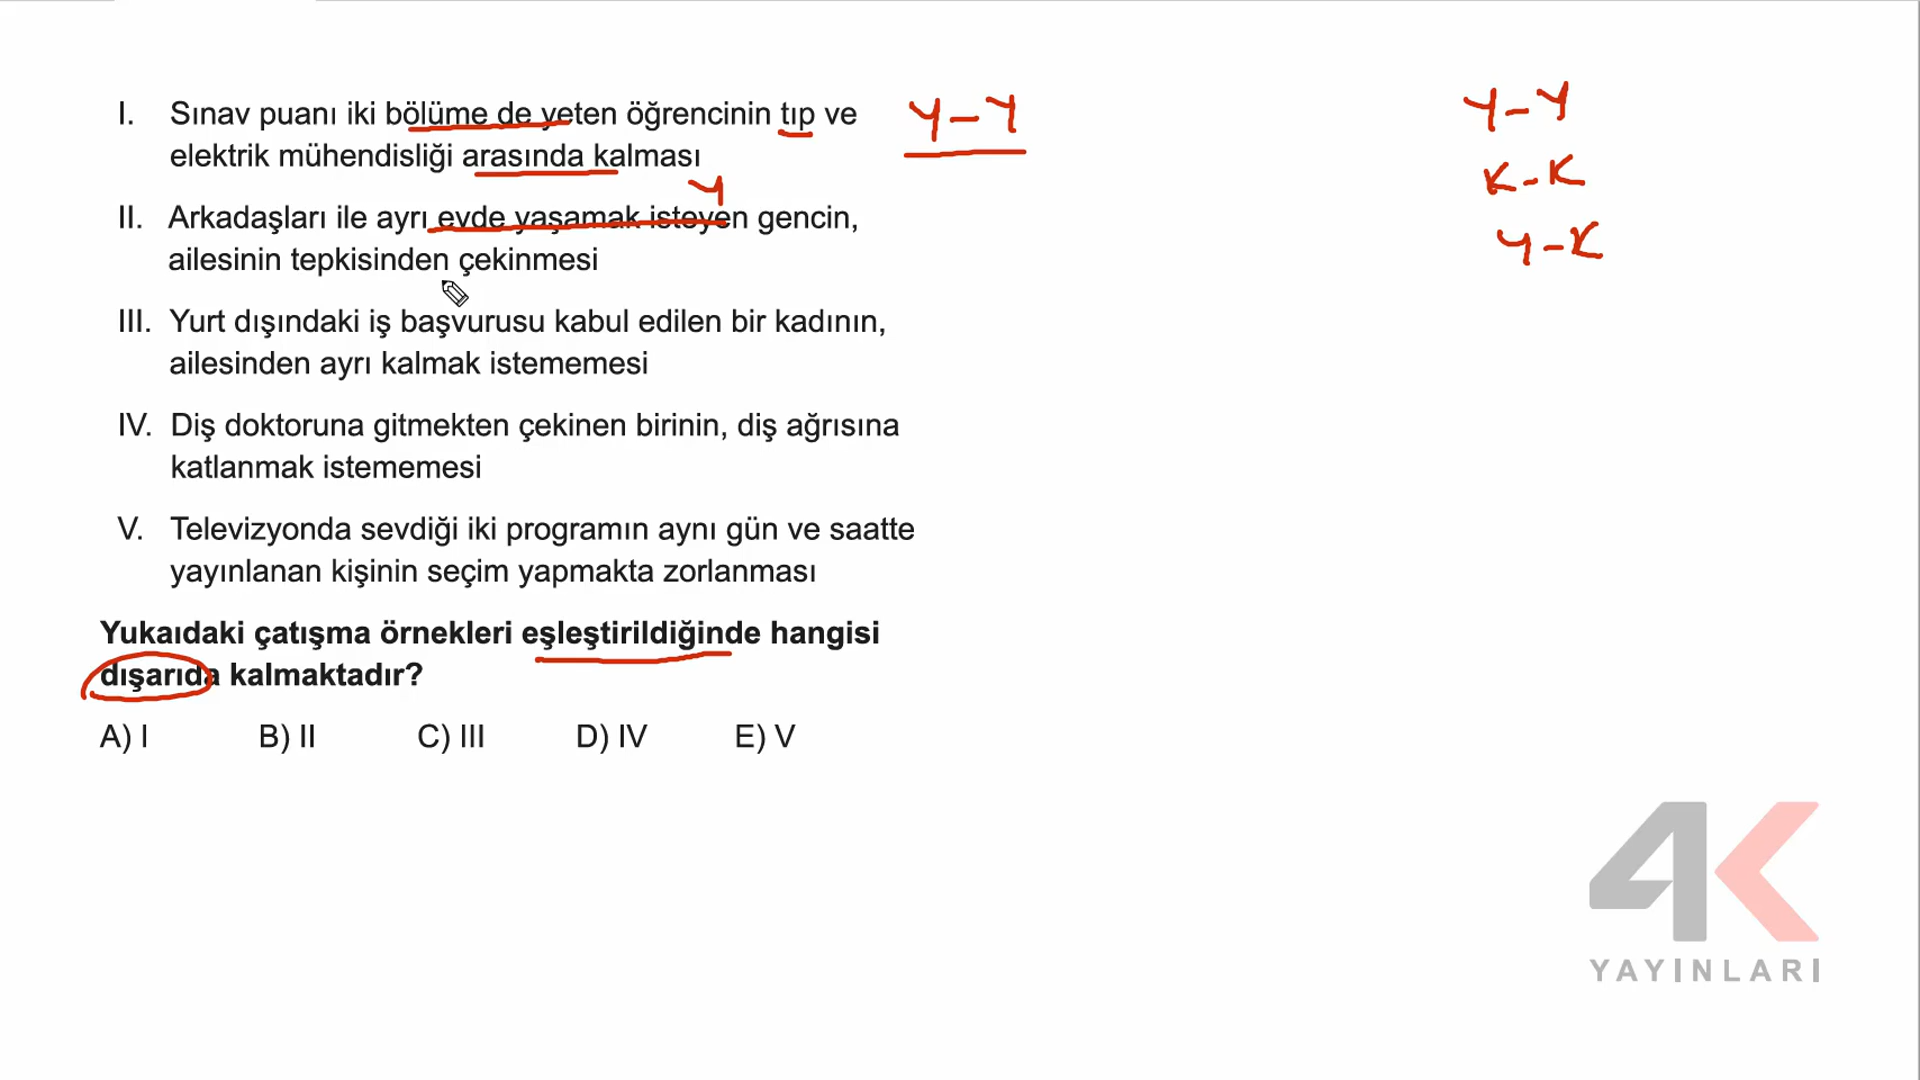 I. Sınav puanı iki bölüme de yeten öğrencinin tıp ve
elektrik mühendisliği arasında kalması
Y-Y
Y
II. Arkadaşları ile ayrı evde yaşamak isteyen gencin,
ailesinin tepkisinden çekinmesi
III. Yurt dışındaki iş başvurusu kabul edilen bir kadının,
ailesinden ayrı kalmak istememesi
IV. Diş doktoruna gitmekten çekinen birinin, diş ağrısına
katlanmak istememesi
V. Televizyonda sevdiği iki programın aynı gün ve saatte
yayınlanan kişinin seçim yapmakta zorlanması
Yukaıdaki çatışma örnekleri eşleştirildiğinde hangisi
dışarıda kalmaktadır?
A) I B) II C) III D) IV E) V
Y-Y
K-K
Y-K
4K
YAYINLARI